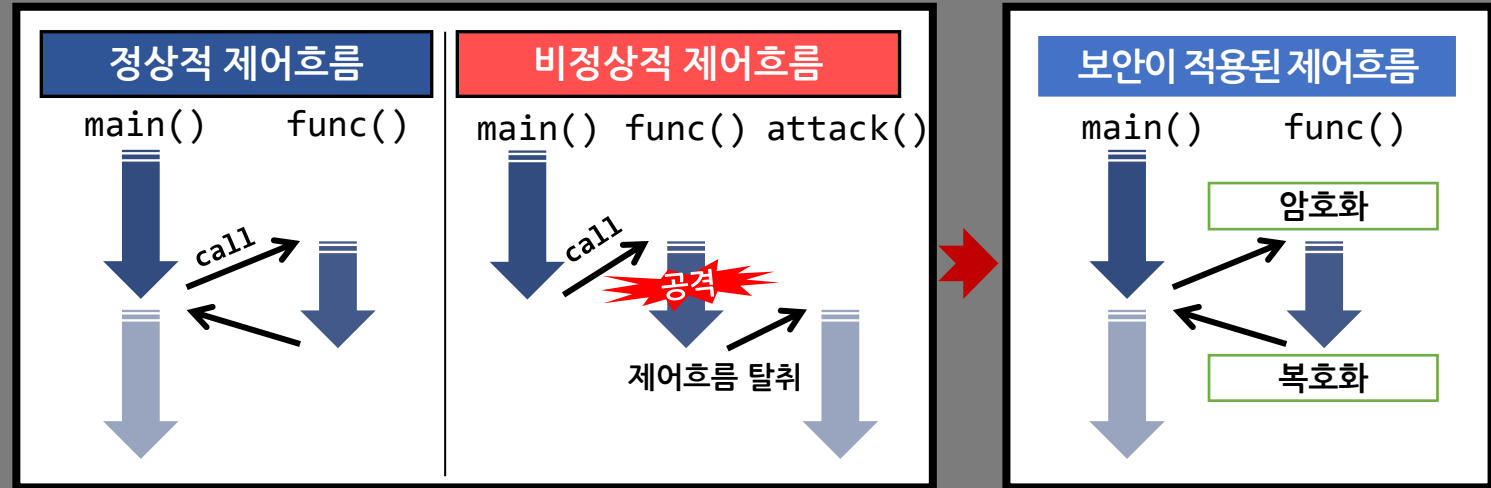 정상적 제어흐름
main() func()
call
비정상적 제어흐름
main() func() attack()
call
공격
제어흐름 탈취
보안이 적용된 제어흐름
main() func()
암호화
복호화